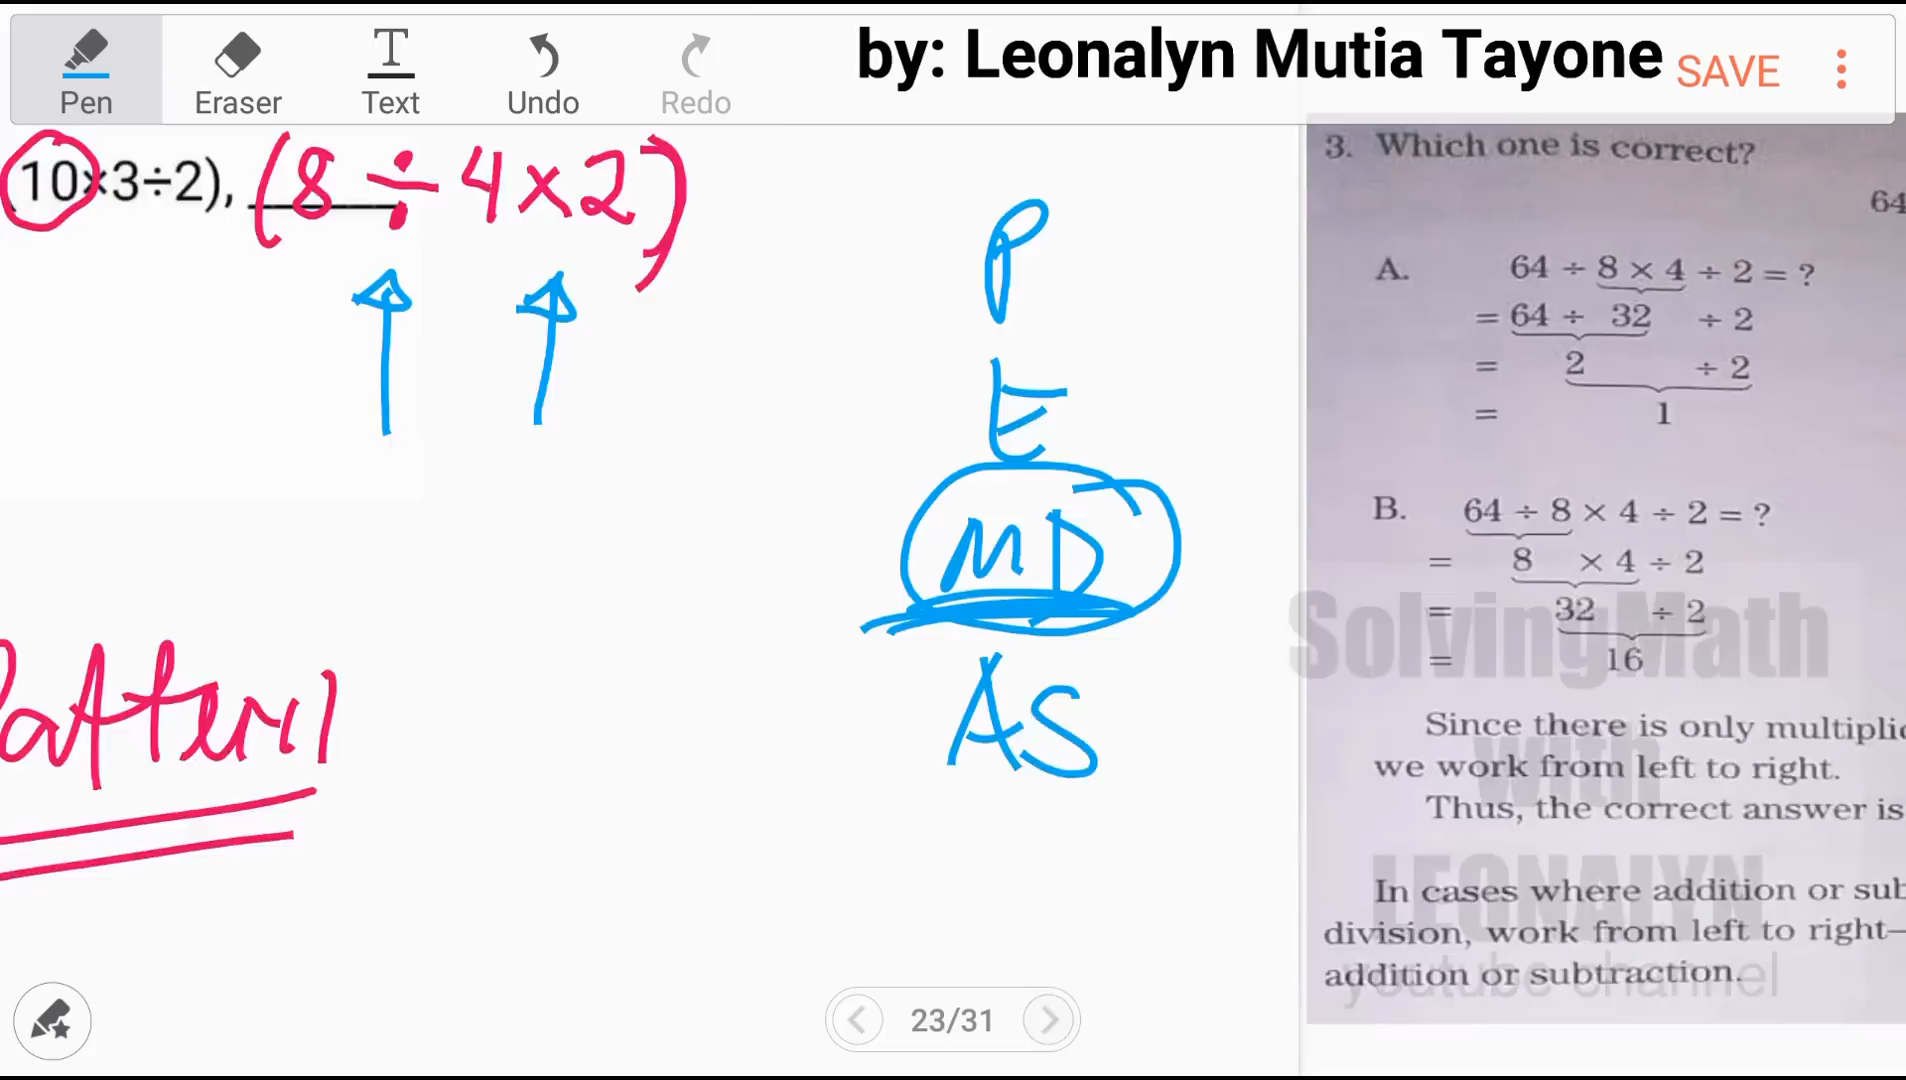 by: Leonalyn Mutia Tayone
SAVE
Pen
Eraser
Text
Undo
Redo
(10×3÷2), (8 ÷ 4 × 2)
P
E
MD
AS
Pattern
23/31
3. Which one is correct?
64
A. 64 ÷ 8 × 4 ÷ 2 = ?
= 64 ÷ 32 ÷ 2
= 2 ÷ 2
= 1
B. 64 ÷ 8 × 4 ÷ 2 = ?
= 8 × 4 ÷ 2
= 32 ÷ 2
= 16
Since there is only multiplic
we work from left to right.
Thus, the correct answer is
In cases where addition or sub
division, work from left to right—
addition or subtraction.
SolvingMath
with
LEONALYN
youtube channel